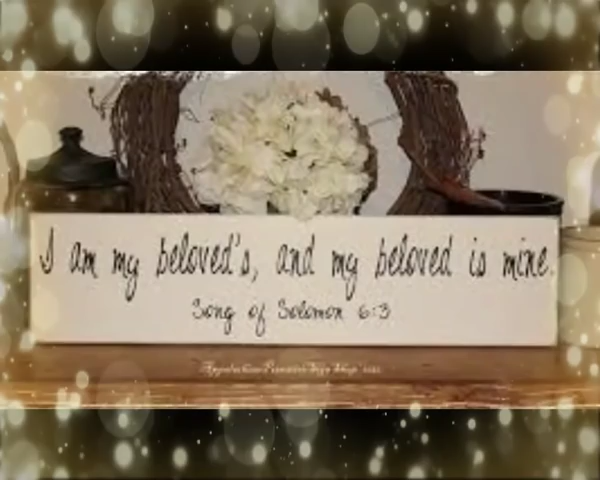 I am my beloved's, and my beloved is mine.
Song of Solomon 6:3